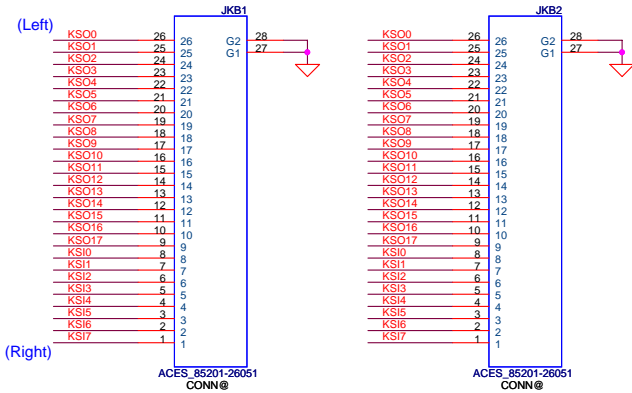 JKB1
(Left)
KSO0 26 26 G2 28
KSO1 25 25 G1 27
KSO2 24 24
KSO3 23 23
KSO4 22 22
KSO5 21 21
KSO6 20 20
KSO7 19 19
KSO8 18 18
KSO9 17 17
KSO10 16 16
KSO11 15 15
KSO12 14 14
KSO13 13 13
KSO14 12 12
KSO15 11 11
KSO16 10 10
KSO17 9 9
KSI0 8 8
KSI1 7 7
KSI2 6 6
KSI3 5 5
KSI4 4 4
KSI5 3 3
KSI6 2 2
KSI7 1 1
(Right)
ACES_85201-26051
CONN@
JKB2
KSO0 26 26 G2 28
KSO1 25 25 G1 27
KSO2 24 24
KSO3 23 23
KSO4 22 22
KSO5 21 21
KSO6 20 20
KSO7 19 19
KSO8 18 18
KSO9 17 17
KSO10 16 16
KSO11 15 15
KSO12 14 14
KSO13 13 13
KSO14 12 12
KSO15 11 11
KSO16 10 10
KSO17 9 9
KSI0 8 8
KSI1 7 7
KSI2 6 6
KSI3 5 5
KSI4 4 4
KSI5 3 3
KSI6 2 2
KSI7 1 1
ACES_85201-26051
CONN@